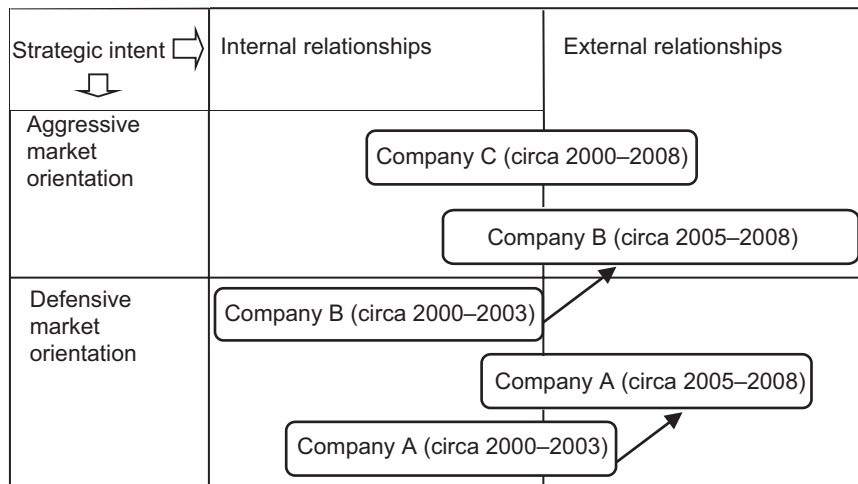 Strategic intent
Internal relationships
External relationships
Aggressive
market
orientation
Company C (circa 2000–2008)
Company B (circa 2005–2008)
Defensive
market
orientation
Company B (circa 2000–2003)
Company A (circa 2005–2008)
Company A (circa 2000–2003)